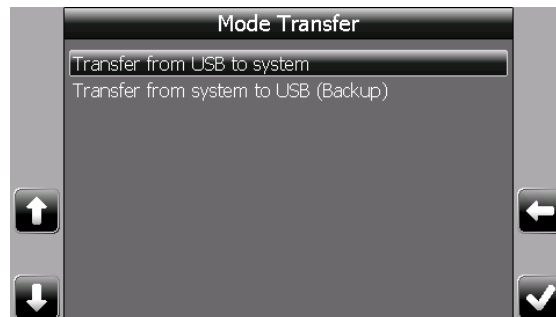 Mode Transfer
Transfer from USB to system
Transfer from system to USB (Backup)